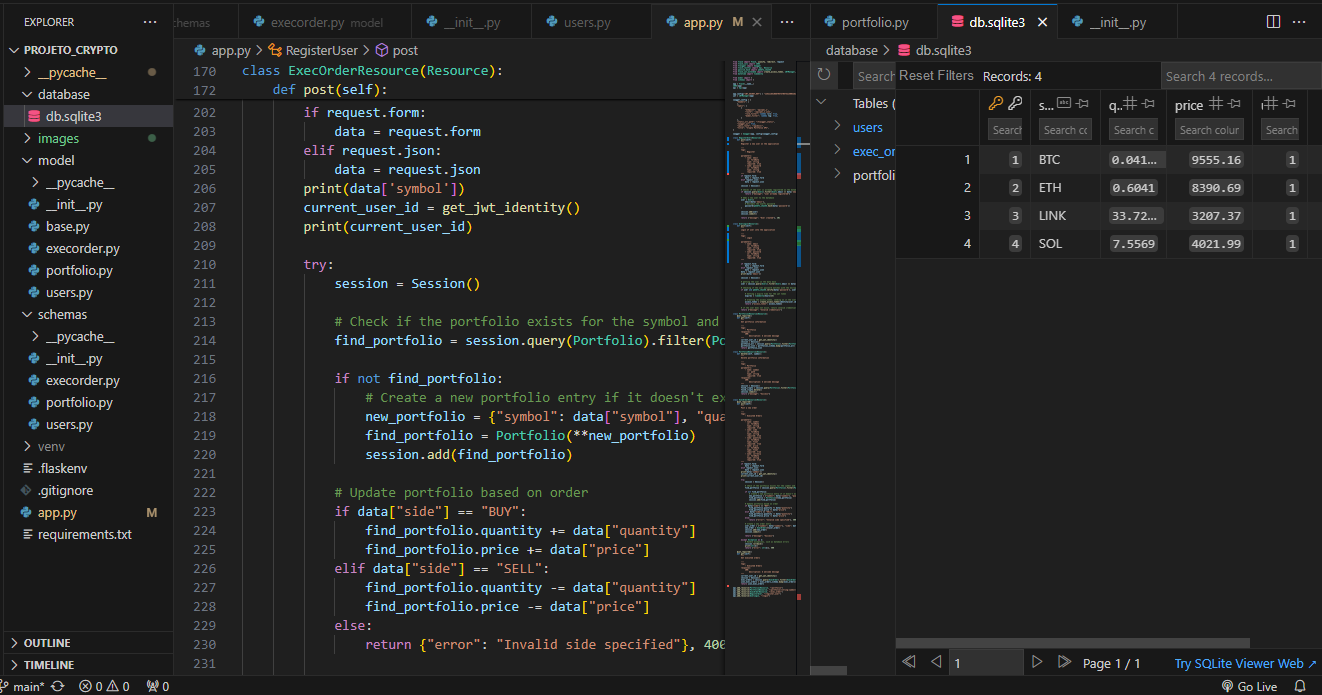 EXPLORER
···
PROJETO_CRYPTO
__pycache__
database
db.sqlite3
images
model
__pycache__
__init__.py
base.py
execorder.py
portfolio.py
users.py
schemas
__pycache__
__init__.py
execorder.py
portfolio.py
users.py
venv
.flaskenv
.gitignore
app.py M
requirements.txt
OUTLINE
TIMELINE
main* 0 0 0
chemas execorder.py model __init__.py users.py app.py M ···
app.py > RegisterUser > post
170 class ExecOrderResource(Resource):
172 def post(self):
202 if request.form:
203 data = request.form
204 elif request.json:
205 data = request.json
206 print(data['symbol'])
207 current_user_id = get_jwt_identity()
208 print(current_user_id)
209
210 try:
211 session = Session()
212
213 # Check if the portfolio exists for the symbol and
214 find_portfolio = session.query(Portfolio).filter(Po
215
216 if not find_portfolio:
217 # Create a new portfolio entry if it doesn't ex
218 new_portfolio = {"symbol": data["symbol"], "qua
219 find_portfolio = Portfolio(**new_portfolio)
220 session.add(find_portfolio)
221
222 # Update portfolio based on order
223 if data["side"] == "BUY":
224 find_portfolio.quantity += data["quantity"]
225 find_portfolio.price += data["price"]
226 elif data["side"] == "SELL":
227 find_portfolio.quantity -= data["quantity"]
228 find_portfolio.price -= data["price"]
229 else:
230 return {"error": "Invalid side specified"}, 400
231
portfolio.py db.sqlite3 __init__.py ···
database > db.sqlite3
Search Reset Filters Records: 4 Search 4 records...
Tables (
users
exec_or
portfoli
s... q.. price
Search Search cc Search c Search colur Search
1 1 BTC 0.041... 9555.16 1
2 2 ETH 0.6041 8390.69 1
3 3 LINK 33.72... 3207.37 1
4 4 SOL 7.5569 4021.99 1
1 Page 1 / 1 Try SQLite Viewer Web ↗
Go Live